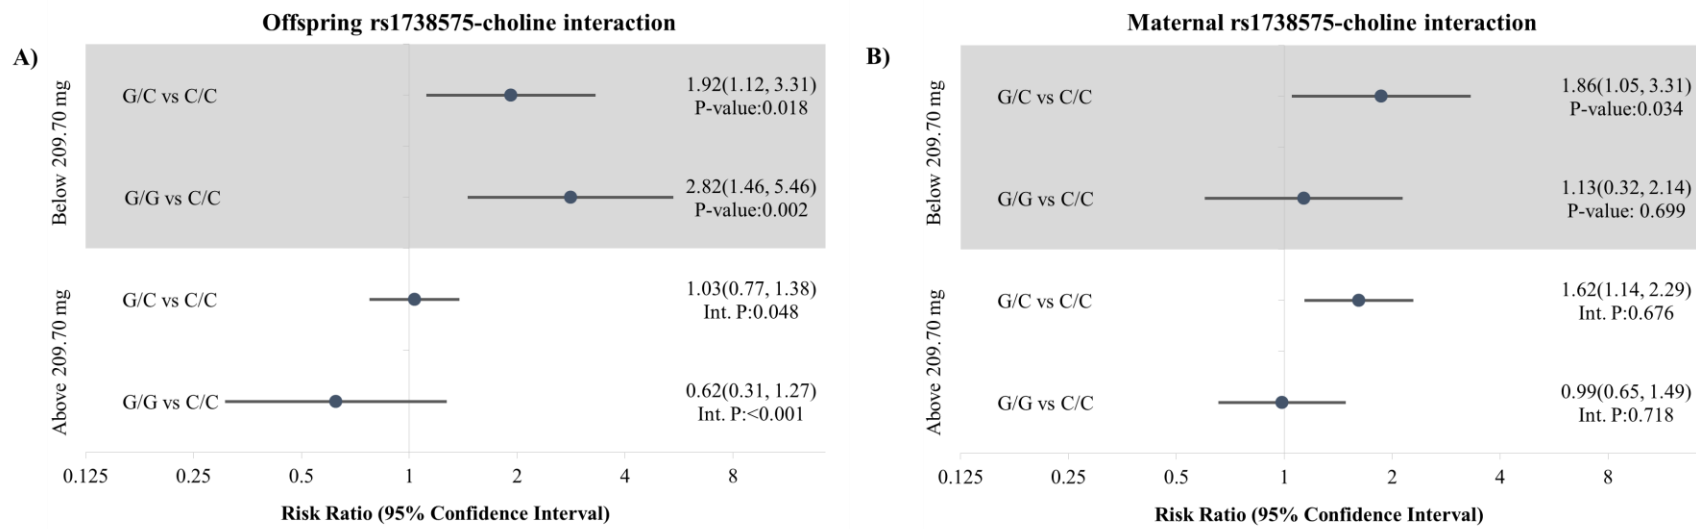 Offspring rs1738575-choline interaction
A)
Below 209.70 mg
G/C vs C/C
1.92(1.12, 3.31)
P-value:0.018
G/G vs C/C
2.82(1.46, 5.46)
P-value:0.002
Above 209.70 mg
G/C vs C/C
1.03(0.77, 1.38)
Int. P:0.048
G/G vs C/C
0.62(0.31, 1.27)
Int. P:<0.001
0.125 0.25 0.5 1 2 4 8
Risk Ratio (95% Confidence Interval)
Maternal rs1738575-choline interaction
B)
Below 209.70 mg
G/C vs C/C
1.86(1.05, 3.31)
P-value:0.034
G/G vs C/C
1.13(0.32, 2.14)
P-value: 0.699
Above 209.70 mg
G/C vs C/C
1.62(1.14, 2.29)
Int. P:0.676
G/G vs C/C
0.99(0.65, 1.49)
Int. P:0.718
0.125 0.25 0.5 1 2 4 8
Risk Ratio (95% Confidence Interval)